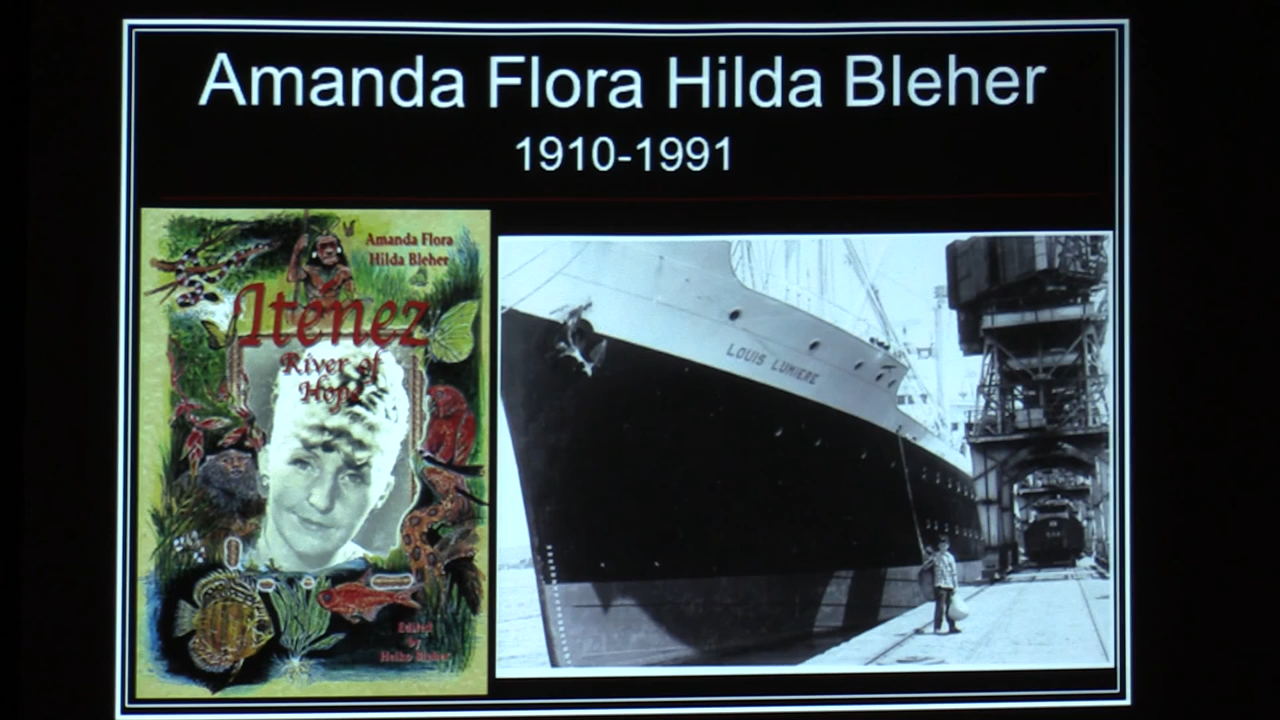 Amanda Flora Hilda Bleher
1910-1991
Amanda Flora
Hilda Bleher
Iténez
River of
Hope
LOUIS LUMIERE
Edited
by
Heiko Bleher